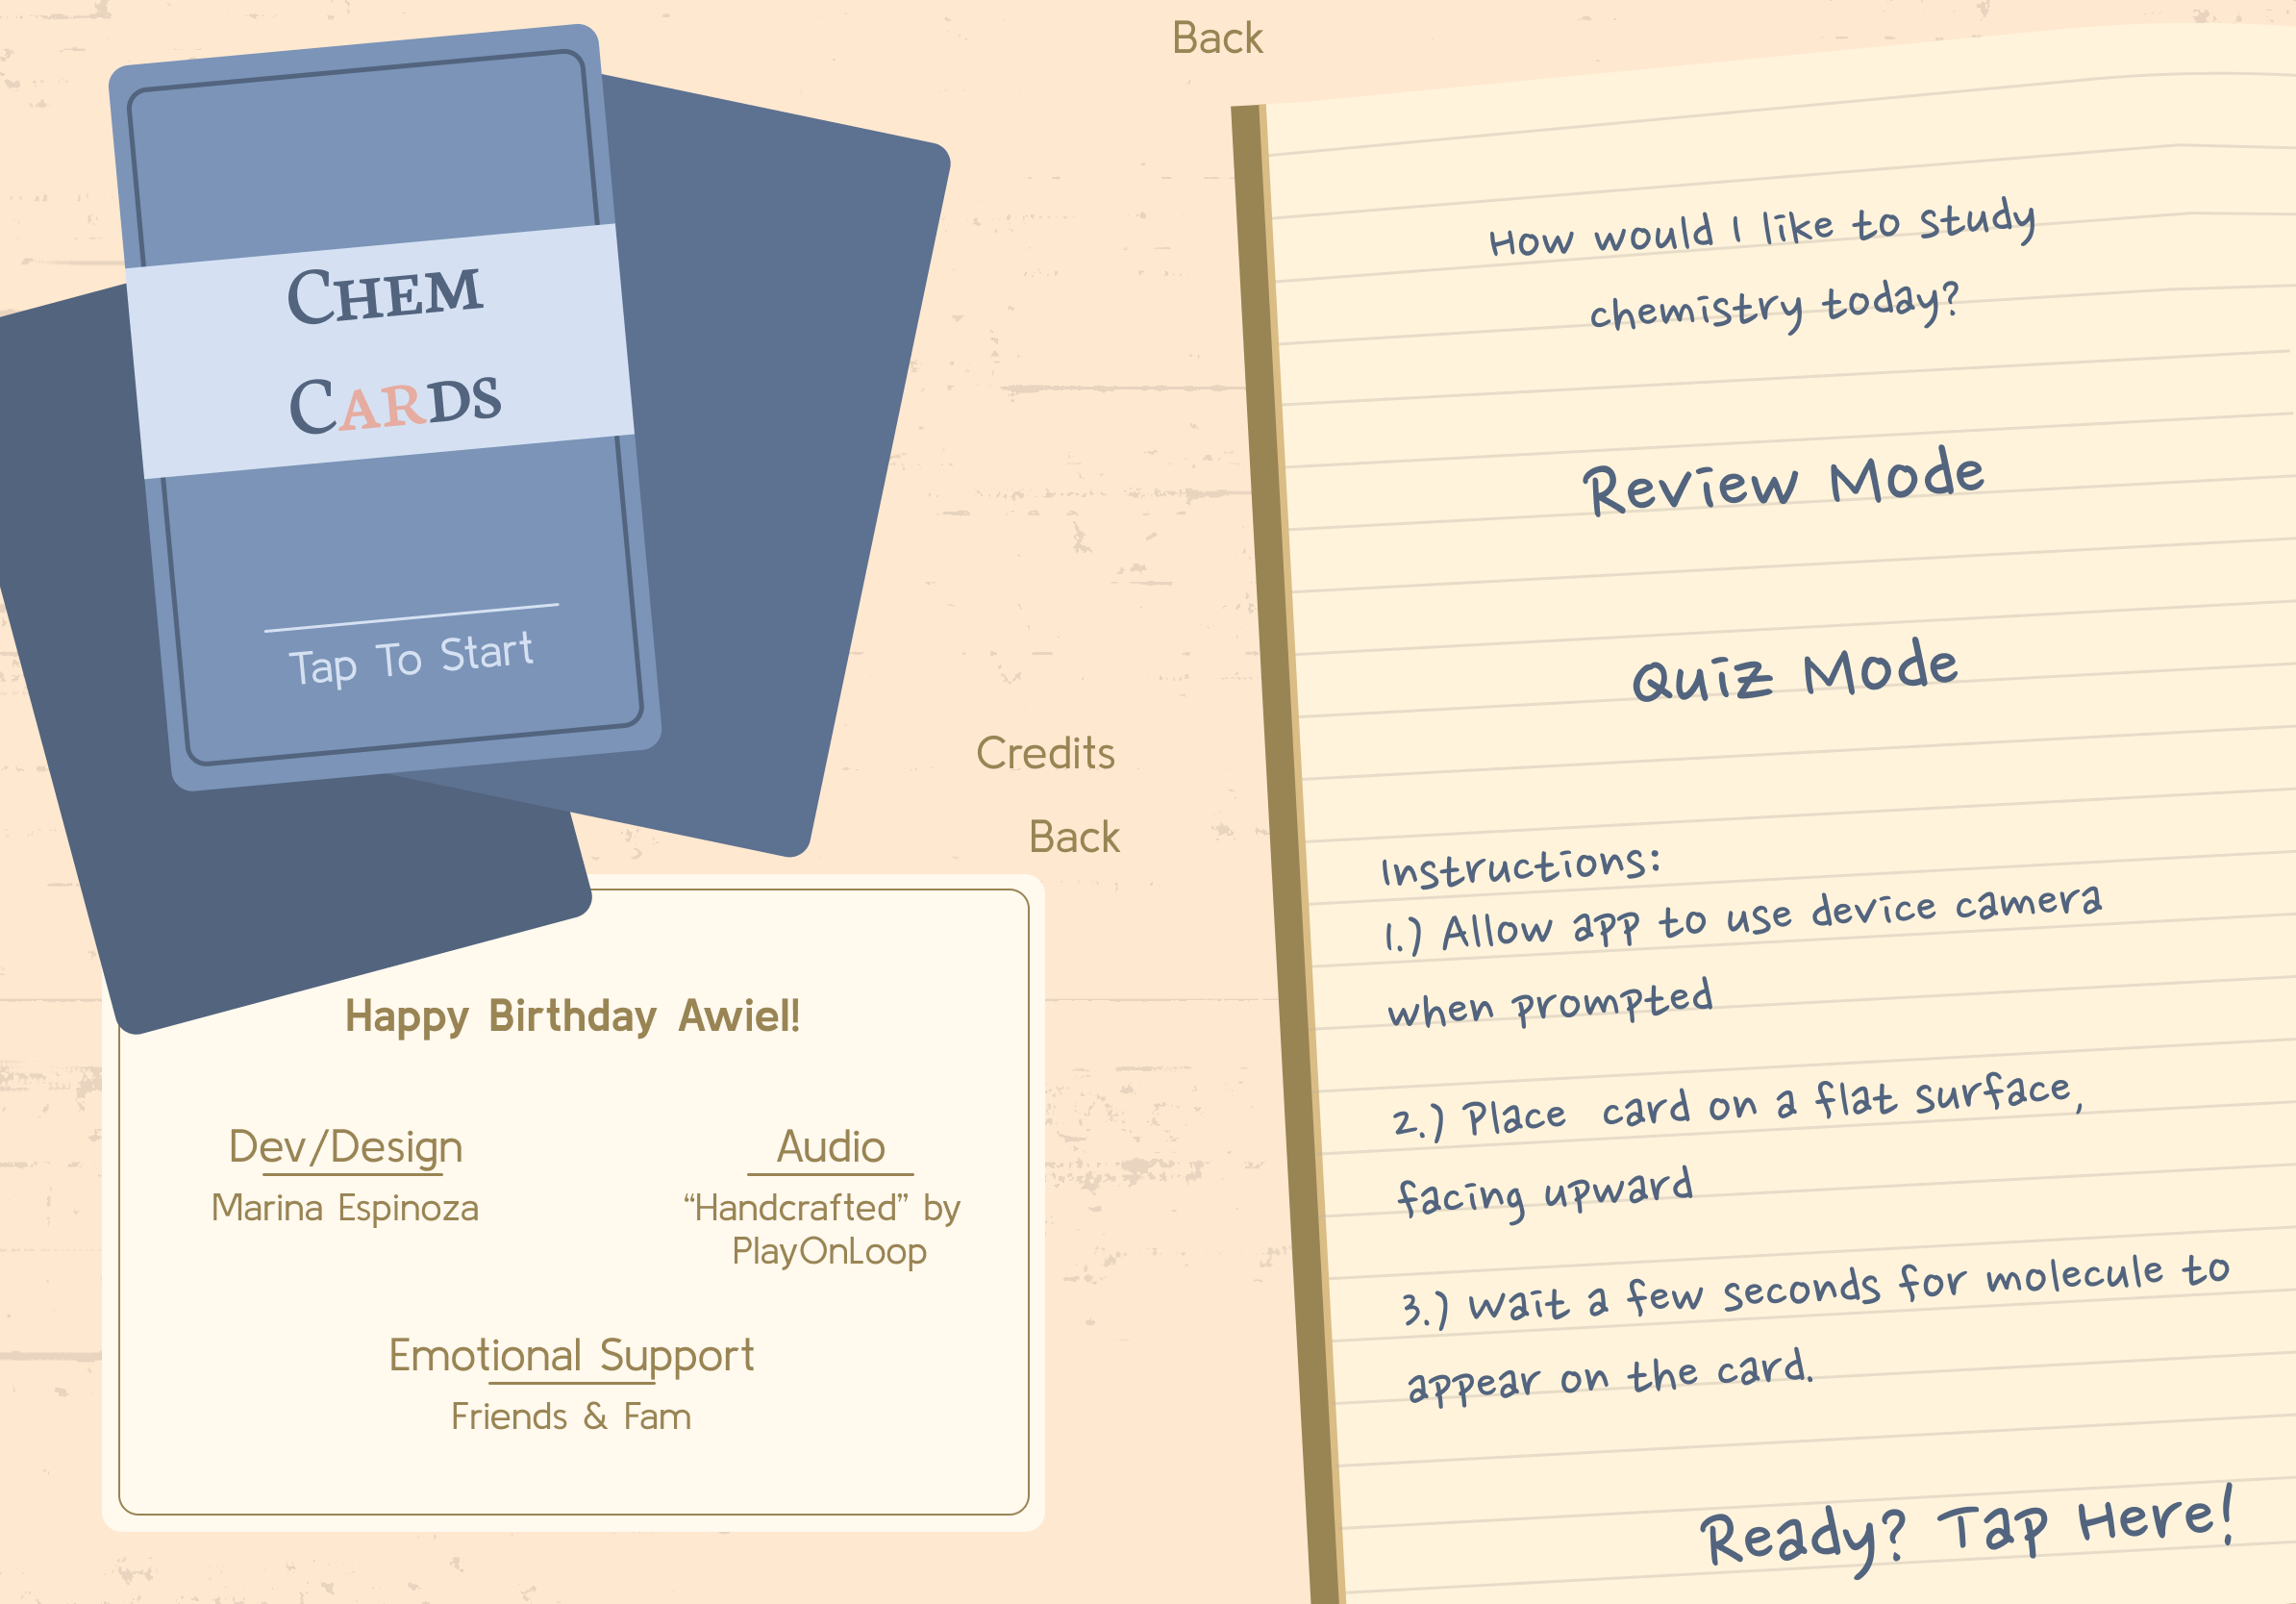 Back
CHEM
CARDS
Tap To Start
Credits
Back
Happy Birthday Awiel!
Dev/Design
Marina Espinoza
Audio
“Handcrafted” by
PlayOnLoop
Emotional Support
Friends & Fam
How would I like to study
chemistry today?
Review Mode
Quiz Mode
Instructions:
1.) Allow app to use device camera
when prompted
2.) Place card on a flat surface,
facing upward
3.) Wait a few seconds for molecule to
appear on the card.
Ready? Tap Here!